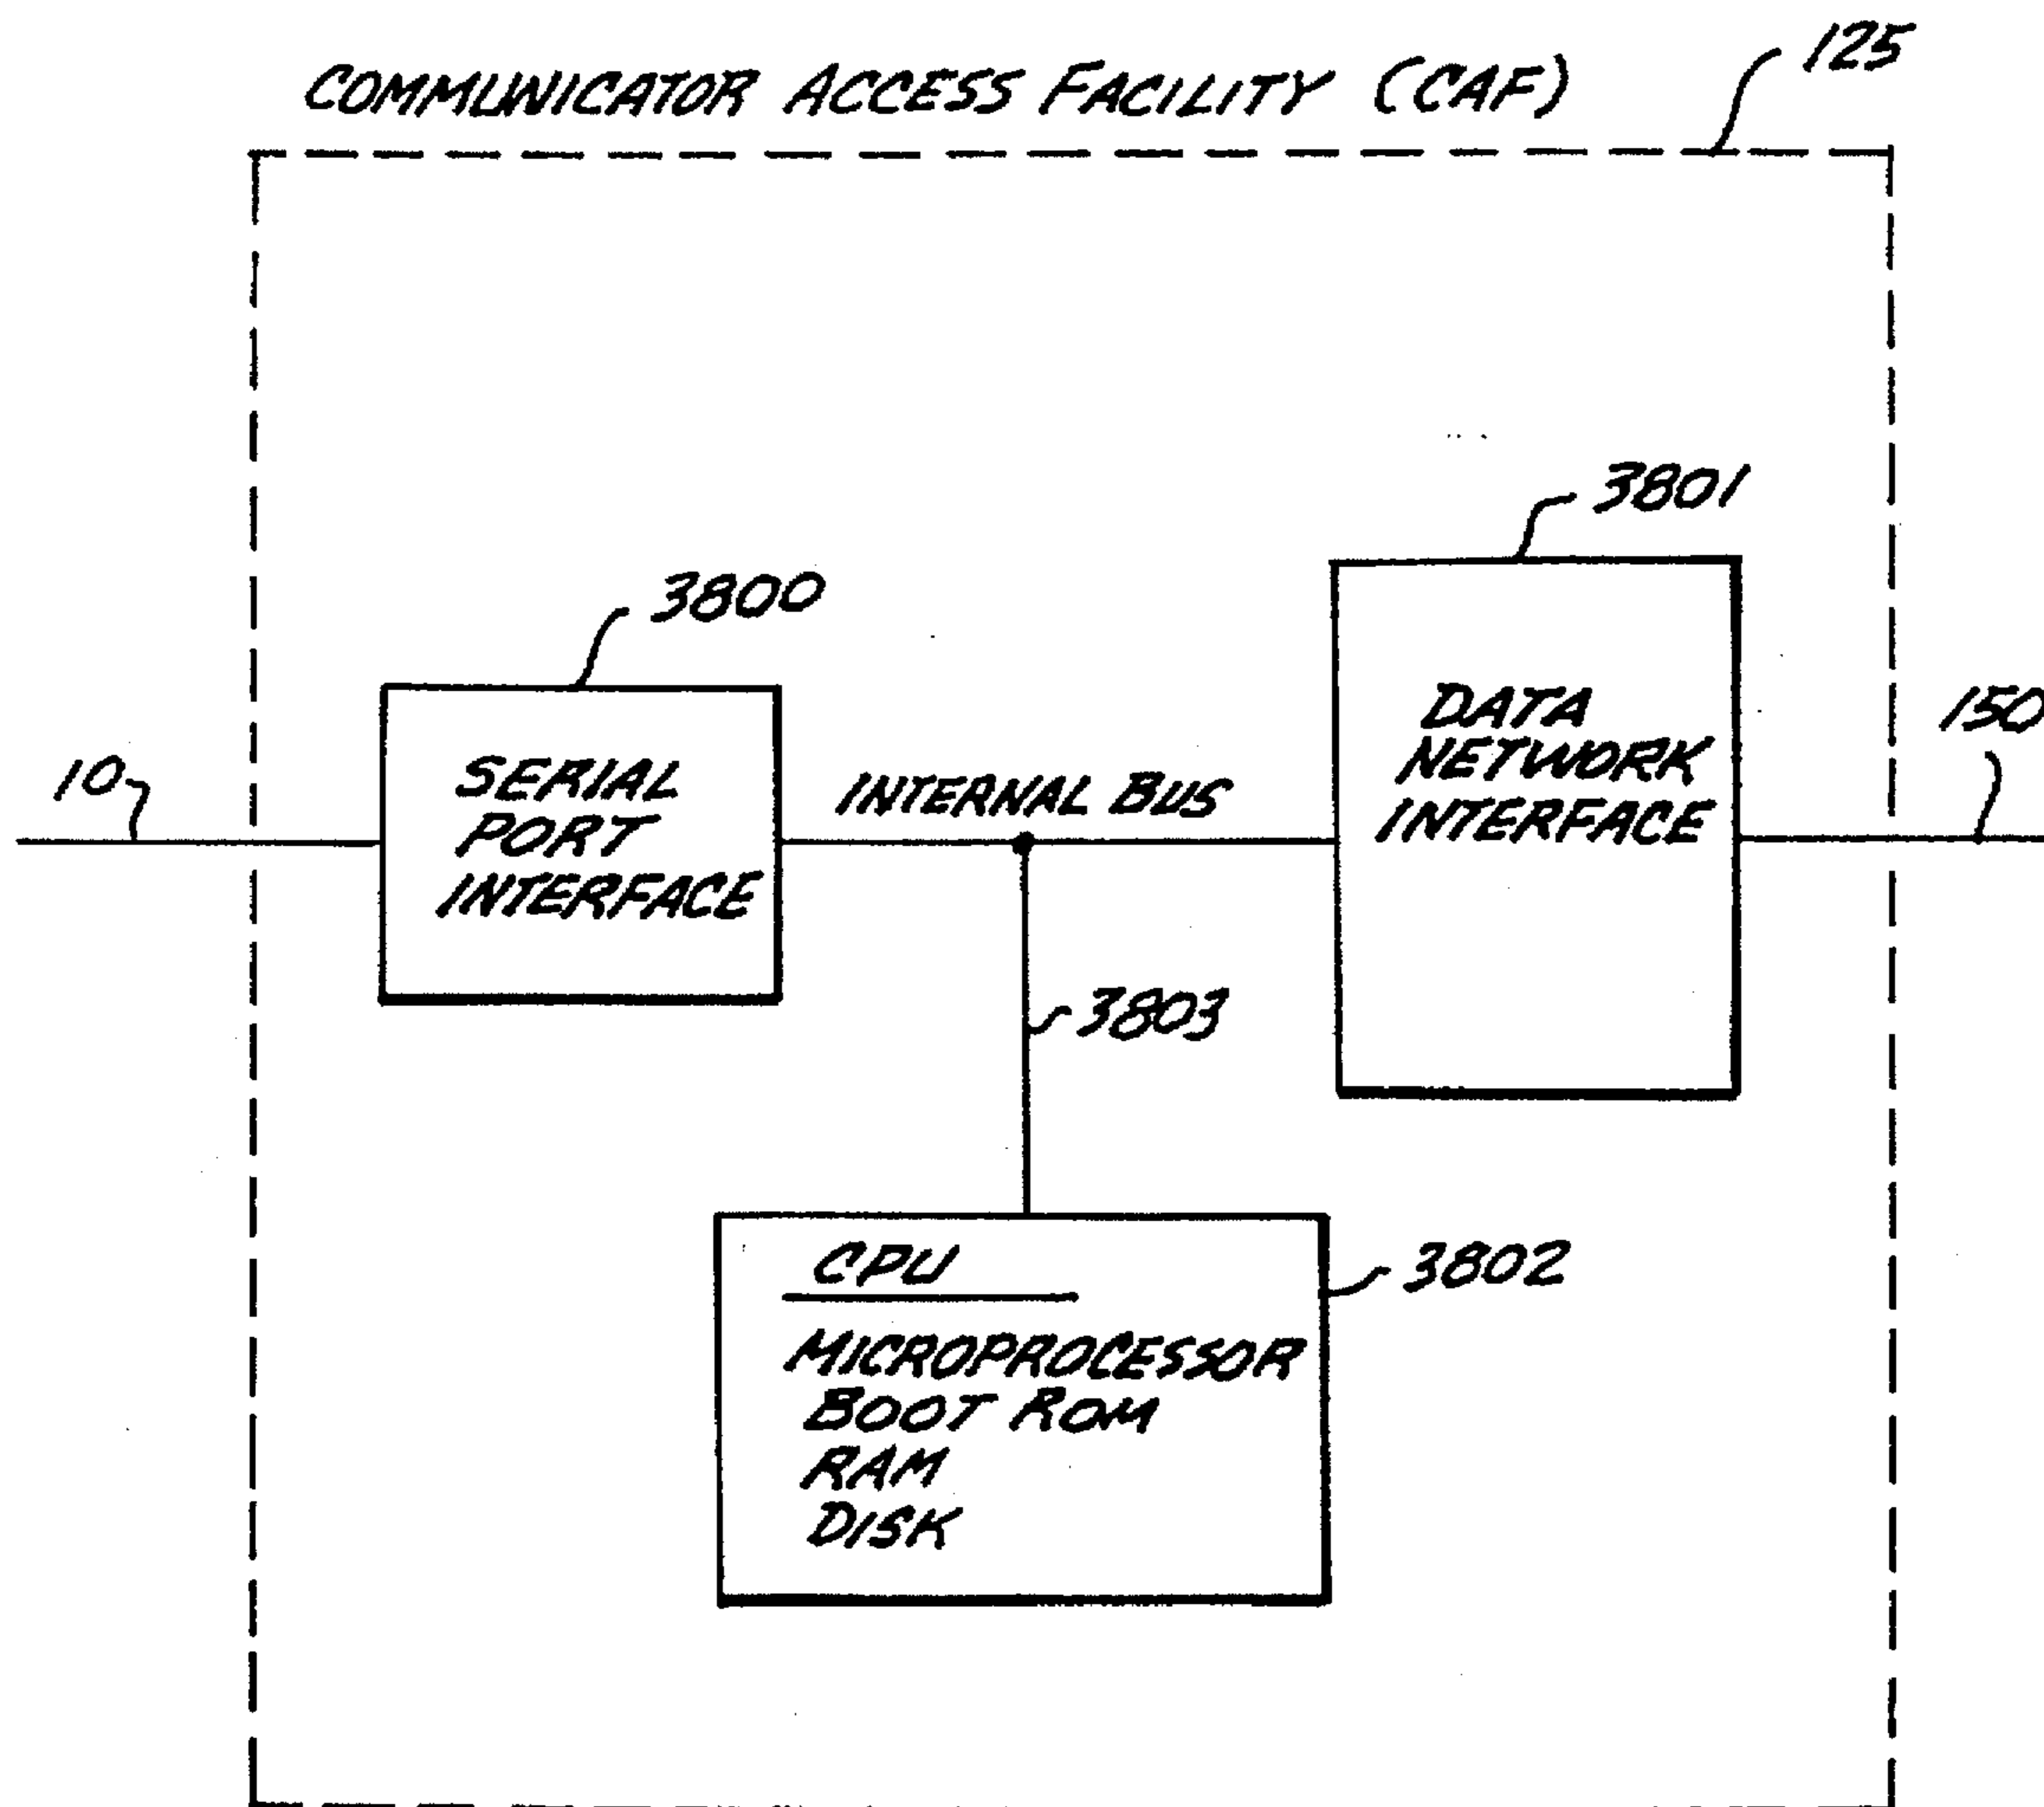 COMMUNICATOR ACCESS FACILITY (CAF)
125
3801
3800
DATA
NETWORK
INTERFACE
150
10
SERIAL
PORT
INTERFACE
INTERNAL BUS
3803
CPU
3802
MICROPROCESSOR
BOOT ROM
RAM
DISK